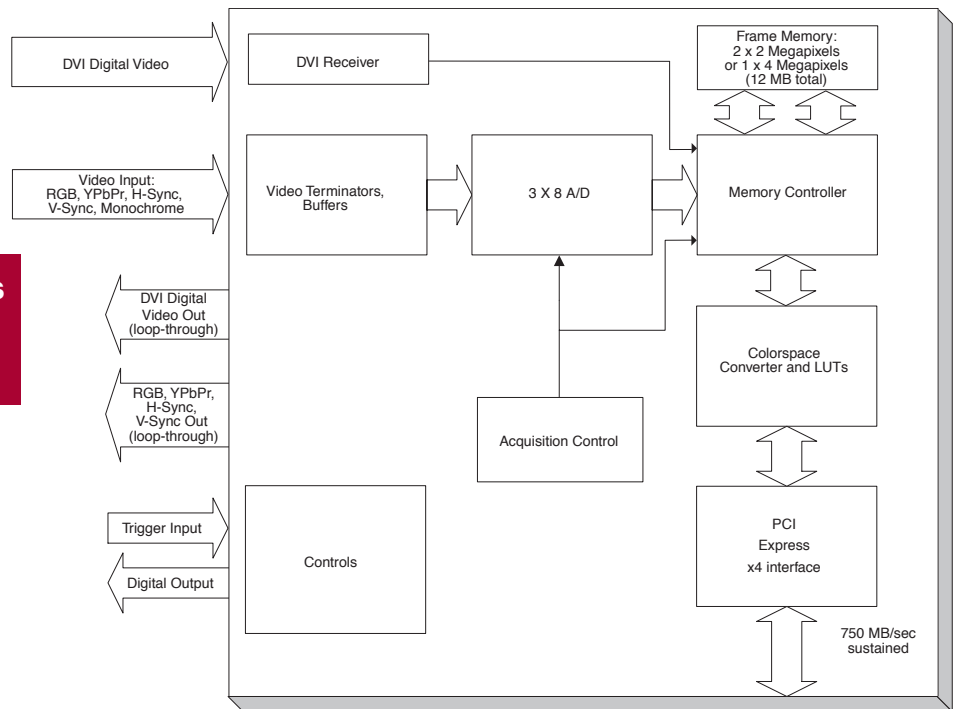 DVI Digital Video
DVI Receiver
Frame Memory:
2 x 2 Megapixels
or 1 x 4 Megapixels
(12 MB total)
Video Input:
RGB, YPbPr, H-Sync,
V-Sync, Monochrome
Video Terminators,
Buffers
3 X 8 A/D
Memory Controller
s
DVI Digital
Video Out
(loop-through)
Colorspace
Converter and LUTs
RGB, YPbPr,
H-Sync,
V-Sync Out
(loop-through)
Acquisition Control
Trigger Input
Digital Output
Controls
PCI
Express
x4 interface
750 MB/sec
sustained